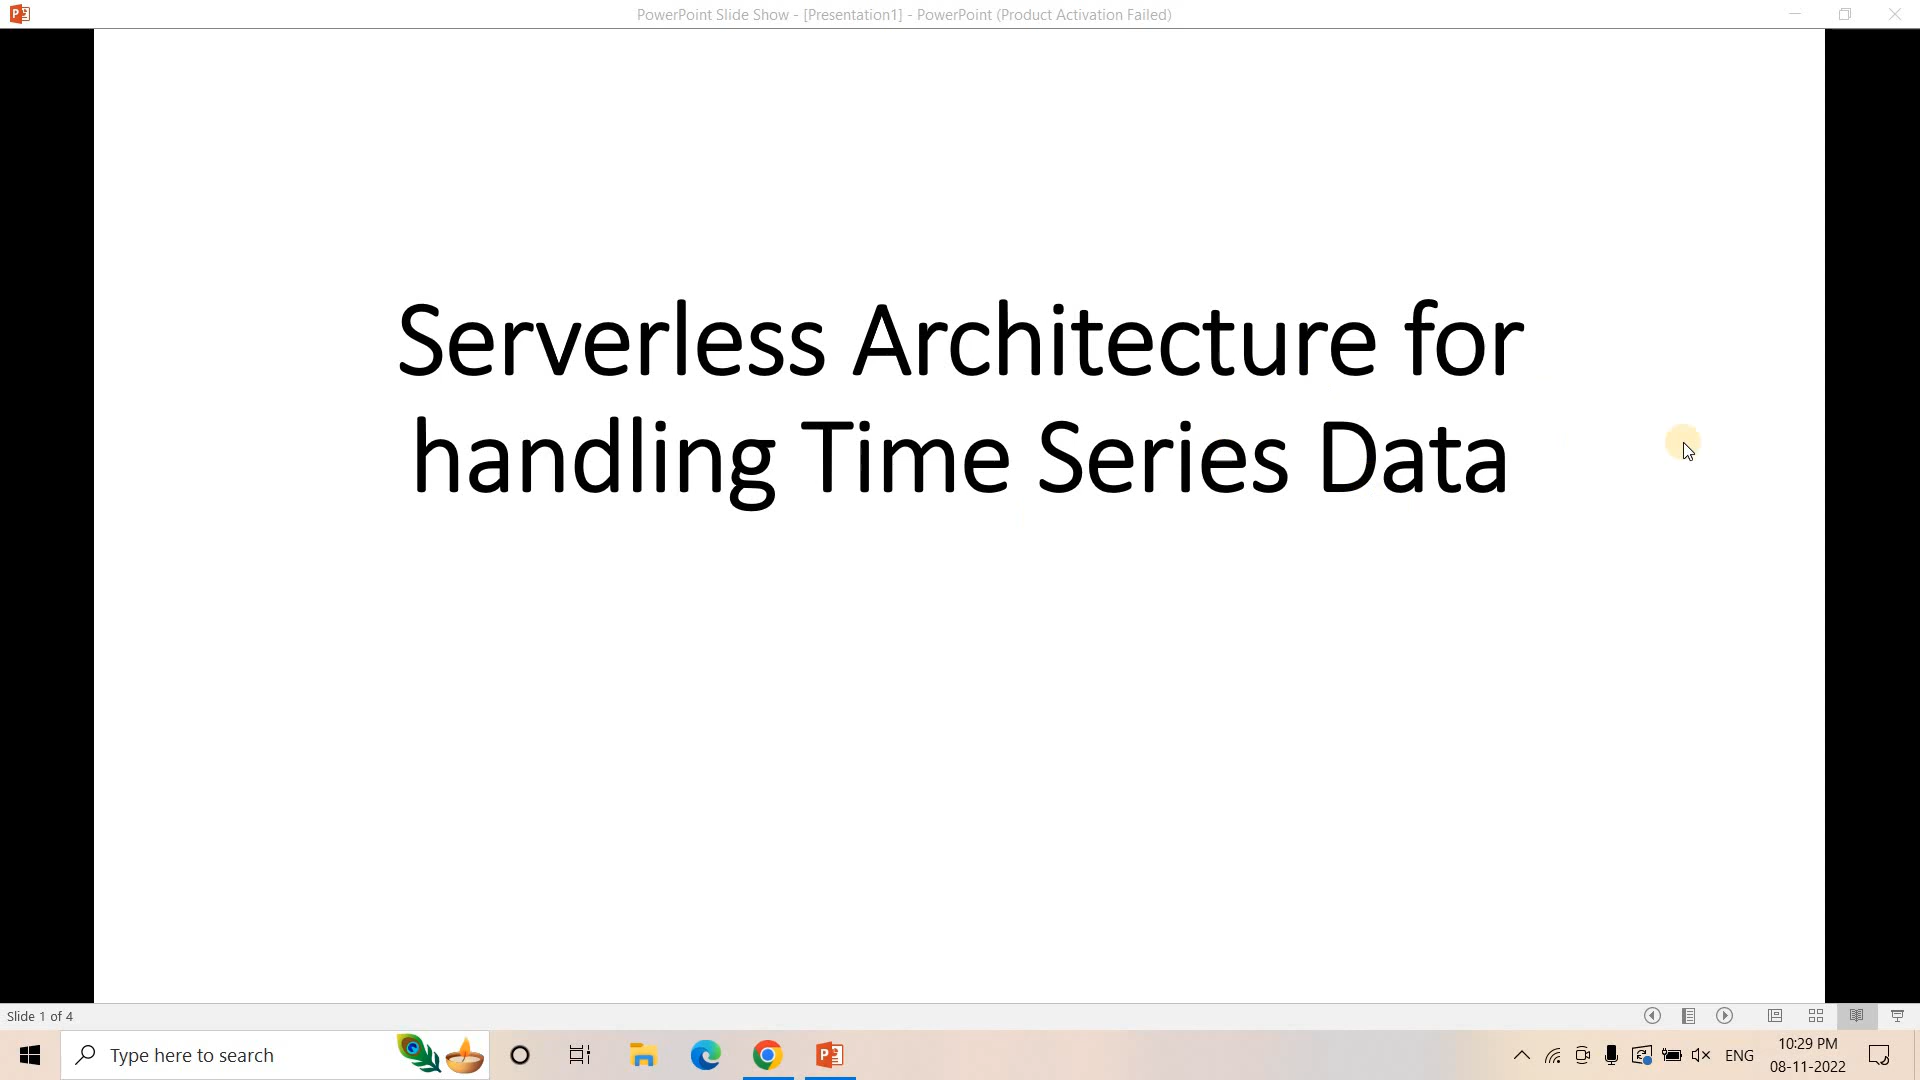 PowerPoint Slide Show - [Presentation1] - PowerPoint (Product Activation Failed)
Serverless Architecture for
handling Time Series Data
Slide 1 of 4
Type here to search
ENG
10:29 PM
08-11-2022